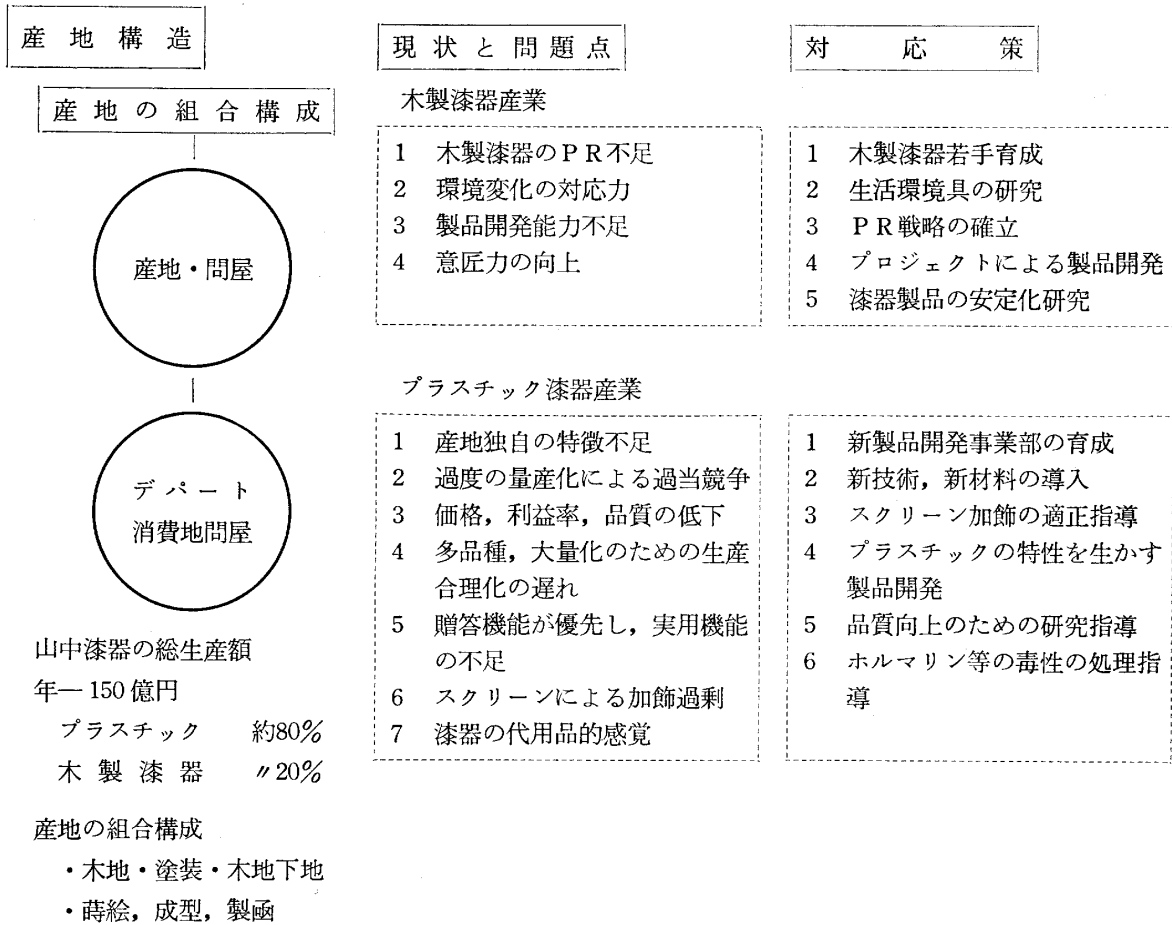 産地構造
産地の組合構成
産地・問屋
デパート
消費地問屋
山中漆器の総生産額
年―150億円
プラスチック 約80%
木製漆器 〃20%
産地の組合構成
・木地・塗装・木地下地
・蒔絵，成型，製函
現状と問題点
木製漆器産業
1 木製漆器のPR不足
2 環境変化の対応力
3 製品開発能力不足
4 意匠力の向上
プラスチック漆器産業
1 産地独自の特徴不足
2 過度の量産化による過当競争
3 価格，利益率，品質の低下
4 多品種，大量化のための生産
合理化の遅れ
5 贈答機能が優先し，実用機能
の不足
6 スクリーンによる加飾過剰
7 漆器の代用品的感覚
対応策
1 木製漆器若手育成
2 生活環境具の研究
3 PR戦略の確立
4 プロジェクトによる製品開発
5 漆器製品の安定化研究
1 新製品開発事業部の育成
2 新技術，新材料の導入
3 スクリーン加飾の適正指導
4 プラスチックの特性を生かす
製品開発
5 品質向上のための研究指導
6 ホルマリン等の毒性の処理指
導